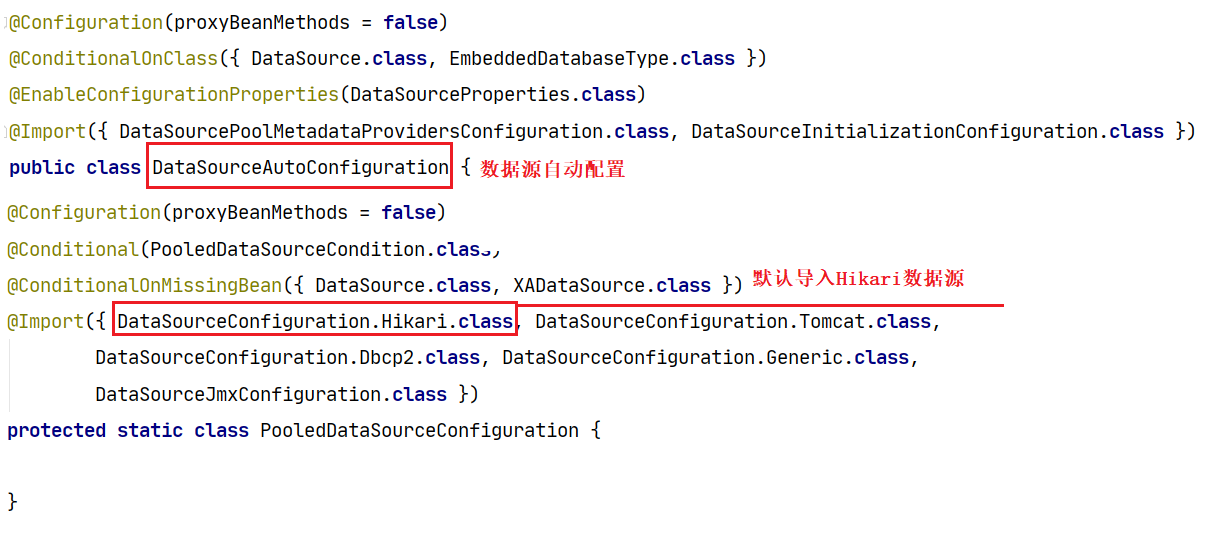 @Configuration(proxyBeanMethods = false)
@ConditionalOnClass({ DataSource.class, EmbeddedDatabaseType.class })
@EnableConfigurationProperties(DataSourceProperties.class)
@Import({ DataSourcePoolMetadataProvidersConfiguration.class, DataSourceInitializationConfiguration.class })
public class DataSourceAutoConfiguration { 数据源自动配置
@Configuration(proxyBeanMethods = false)
@Conditional(PooledDataSourceCondition.class)
@ConditionalOnMissingBean({ DataSource.class, XADataSource.class }) 默认导入Hikari数据源
@Import({ DataSourceConfiguration.Hikari.class, DataSourceConfiguration.Tomcat.class,
DataSourceConfiguration.Dbcp2.class, DataSourceConfiguration.Generic.class,
DataSourceJmxConfiguration.class })
protected static class PooledDataSourceConfiguration {
}